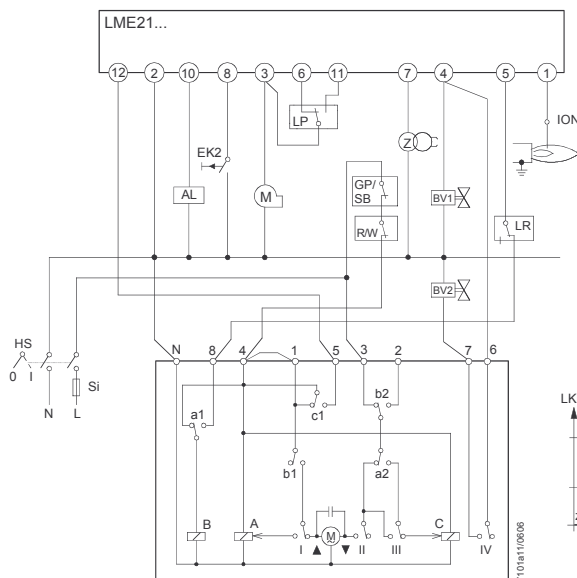 LME21...
12 2 10 8 3 6 11 7 4 5 1
LP
ION
EK2
Z
GP/
SB
AL
M
BV1
R/W
LR
BV2
HS
0 I
Si
N L
N 8 4 1 5 3 2 7 6
LK
a1
c1
b2
b1
a2
B A I M II III C IV
7101a11/0606